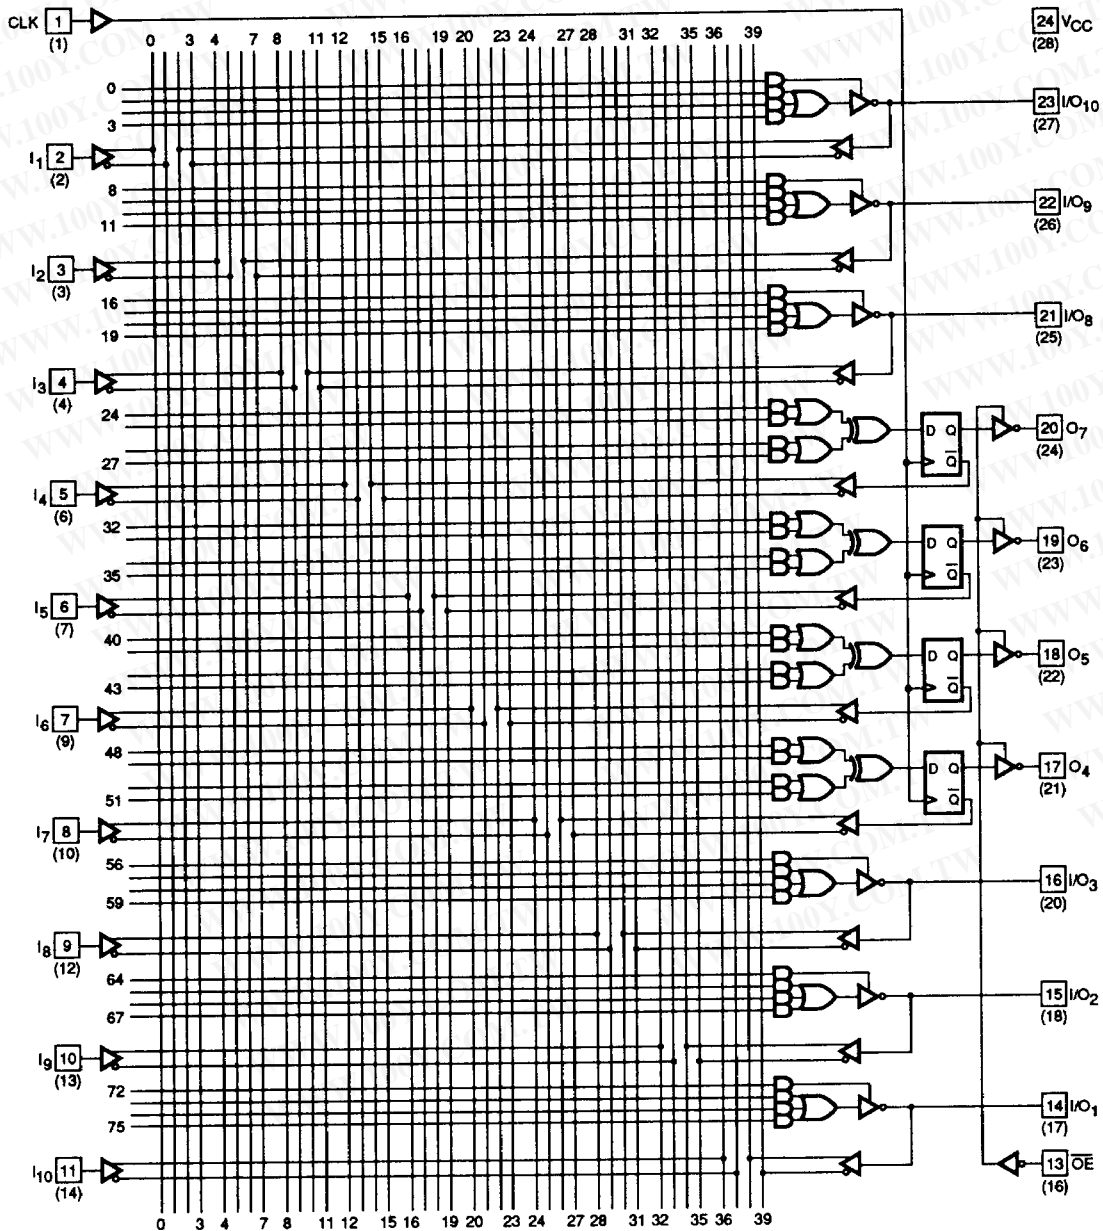 CLK 1
(1)
0 3 4 7 8 11 12 15 16 19 20 23 24 27 28 31 32 35 36 39
24 VCC
(28)
0
3
23 I/O10
(27)
I1 2
(2)
8
11
22 I/O9
(26)
I2 3
(3)
16
19
21 I/O8
(25)
I3 4
(4)
24
27
D Q
Q̅
20 O7
(24)
I4 5
(6)
32
35
D Q
Q̅
19 O6
(23)
I5 6
(7)
40
43
D Q
Q̅
18 O5
(22)
I6 7
(9)
48
51
D Q
Q̅
17 O4
(21)
I7 8
(10)
56
59
16 I/O3
(20)
I8 9
(12)
64
67
15 I/O2
(18)
I9 10
(13)
72
75
14 I/O1
(17)
I10 11
(14)
13 O̅E̅
(16)
0 3 4 7 8 11 12 15 16 19 20 23 24 27 28 31 32 35 36 39
WWW.100Y.COM.TW